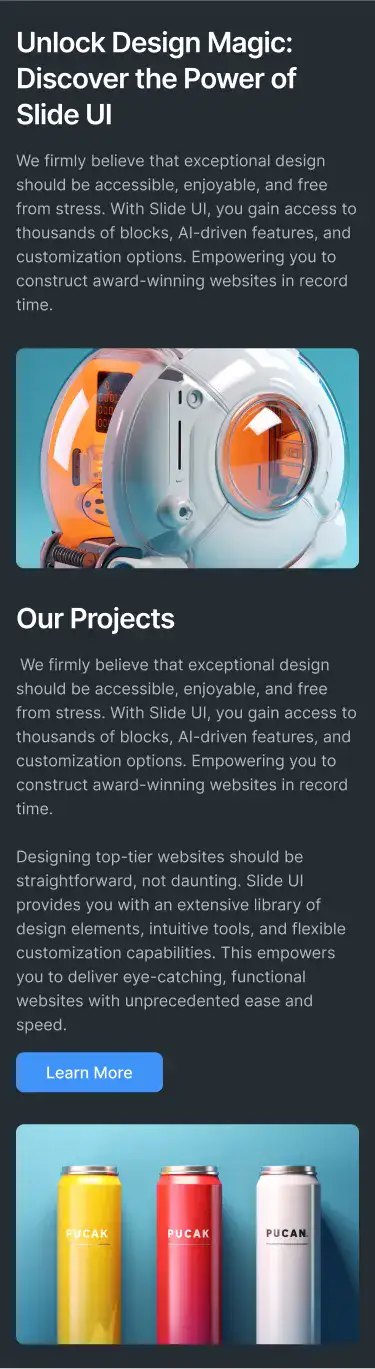 Unlock Design Magic:
Discover the Power of
Slide UI
We firmly believe that exceptional design
should be accessible, enjoyable, and free
from stress. With Slide UI, you gain access to
thousands of blocks, AI-driven features, and
customization options. Empowering you to
construct award-winning websites in record
time.
Our Projects
We firmly believe that exceptional design
should be accessible, enjoyable, and free
from stress. With Slide UI, you gain access to
thousands of blocks, AI-driven features, and
customization options. Empowering you to
construct award-winning websites in record
time.
Designing top-tier websites should be
straightforward, not daunting. Slide UI
provides you with an extensive library of
design elements, intuitive tools, and flexible
customization capabilities. This empowers
you to deliver eye-catching, functional
websites with unprecedented ease and
speed.
Learn More
PUCAK PUCAK PUCAN